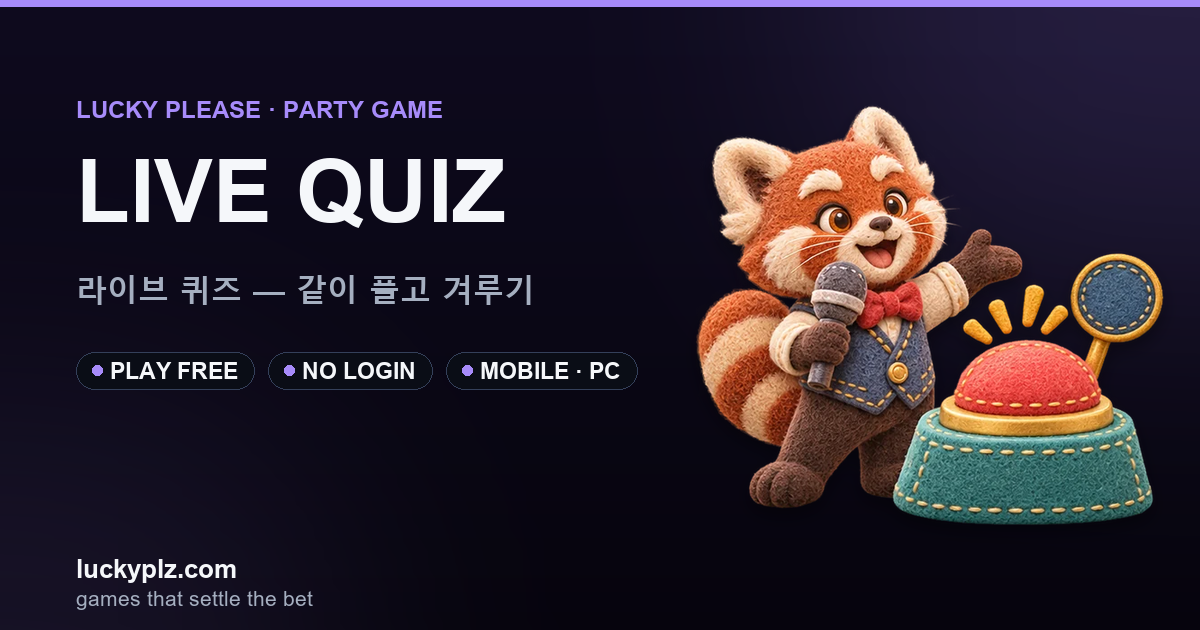 LUCKY PLEASE · PARTY GAME
LIVE QUIZ
라이브 퀴즈 — 같이 풀고 겨루기
PLAY FREE
NO LOGIN
MOBILE · PC
luckyplz.com
games that settle the bet